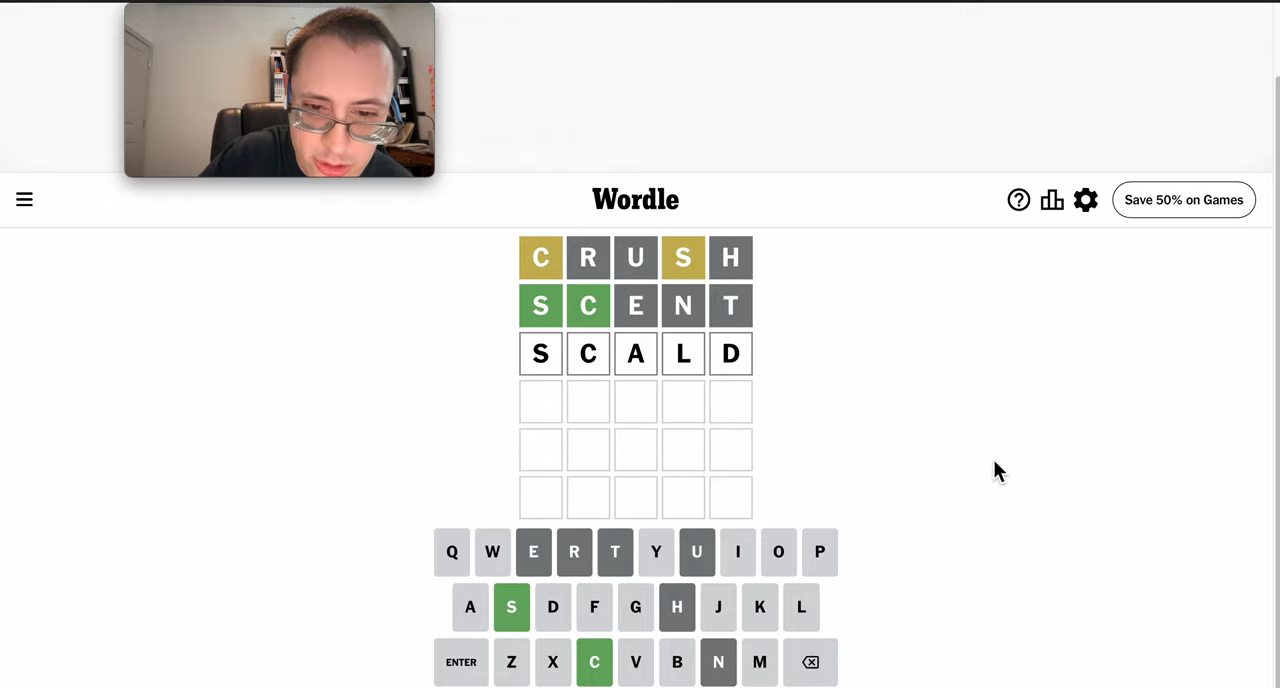 Wordle
Save 50% on Games
C R U S H
S C E N T
S C A L D
Q W E R T Y U I O P
A S D F G H J K L
ENTER Z X C V B N M